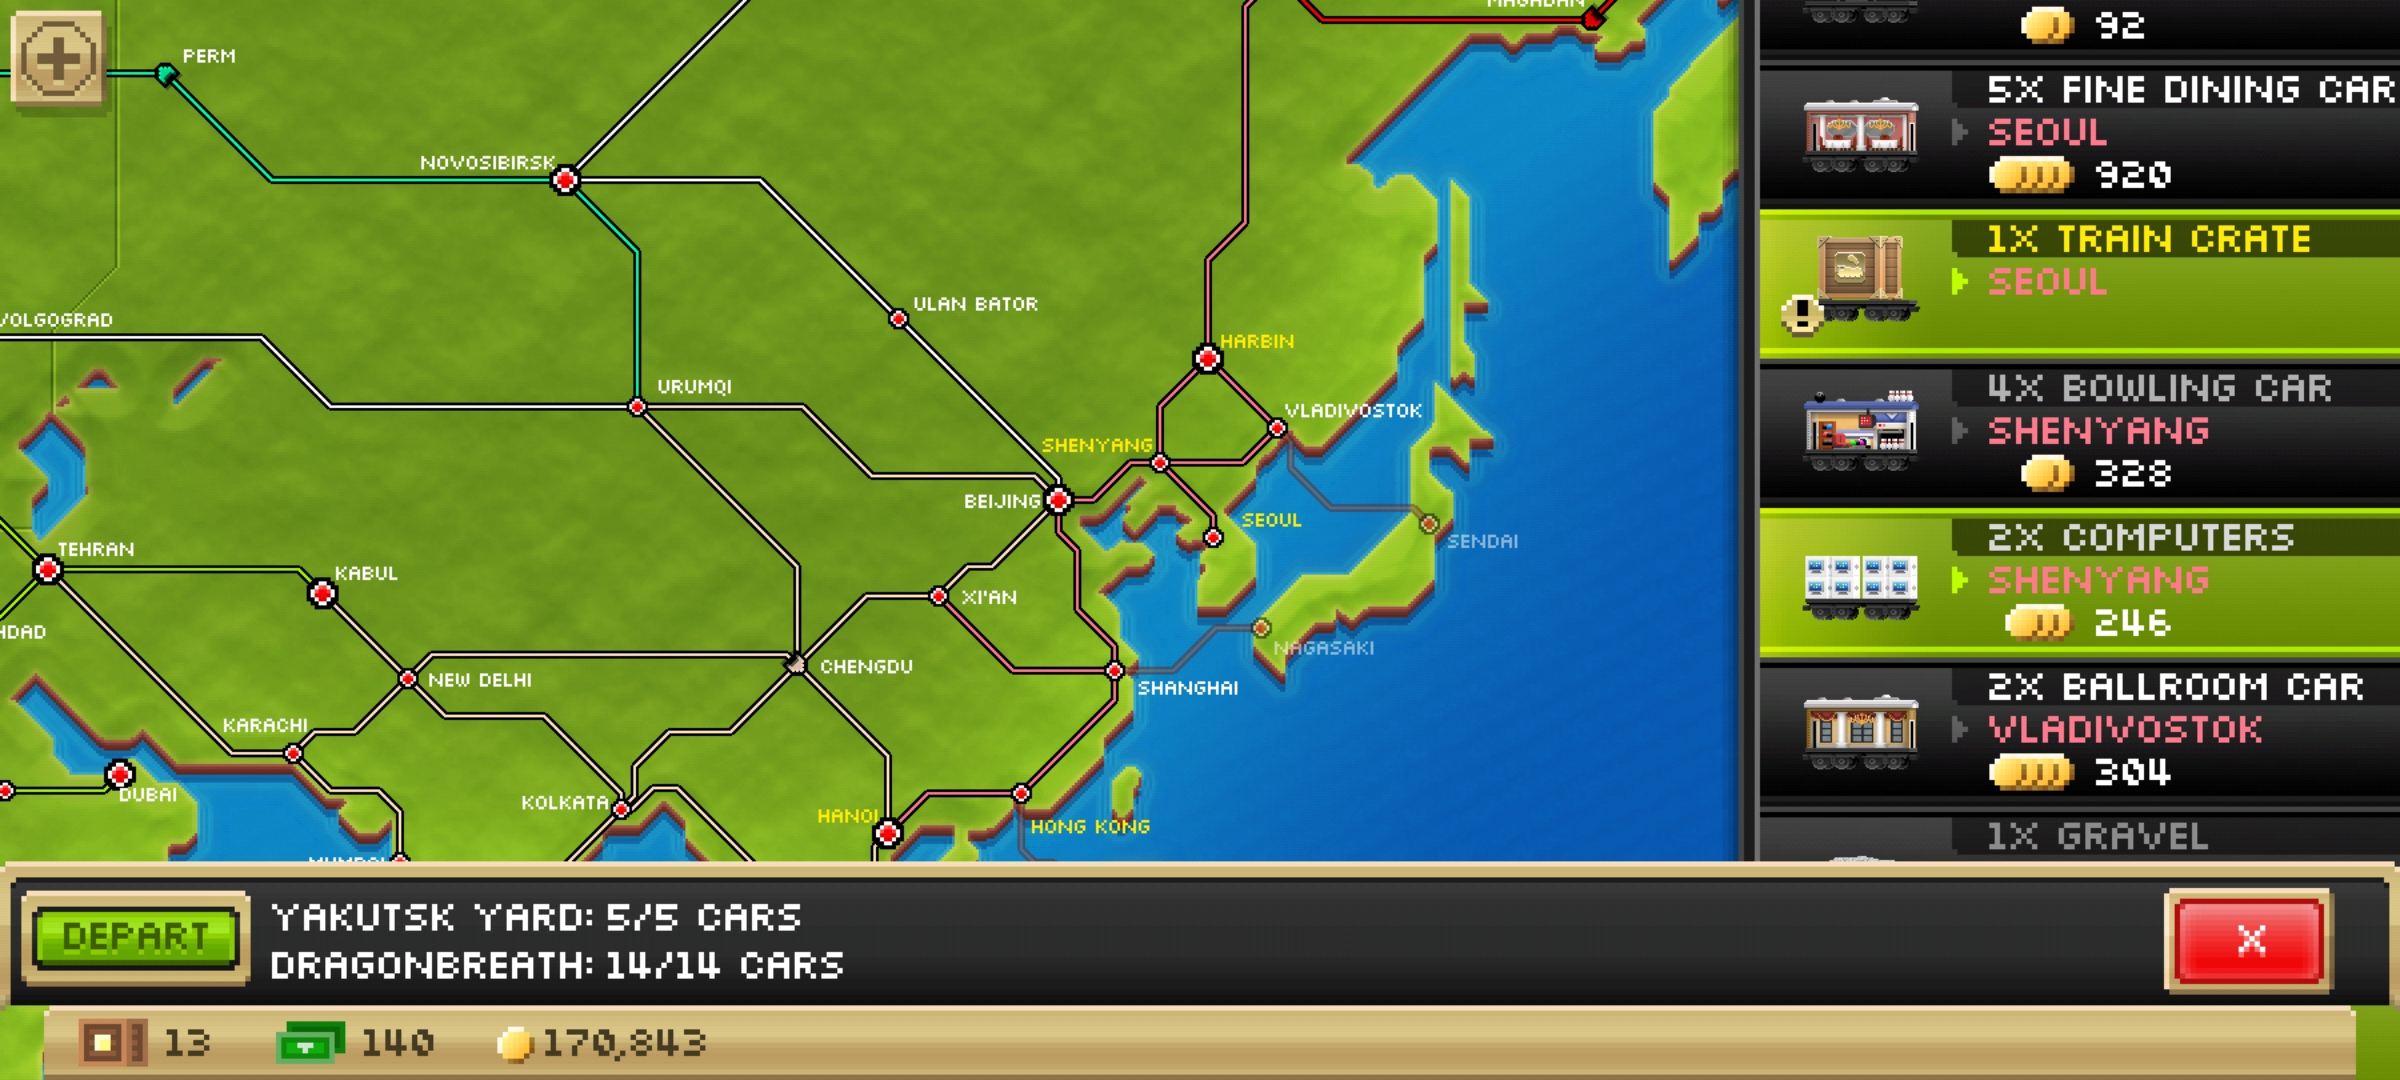 MAGADAN
PERM
NOVOSIBIRSK
ULAN BATOR
VOLGOGRAD
HARBIN
URUMQI
VLADIVOSTOK
SHENYANG
BEIJING
SEOUL
SENDAI
TEHRAN
KABUL
XI'AN
NAGASAKI
CHENGDU
NEW DELHI
SHANGHAI
KARACHI
DUBAI
KOLKATA
HANOI
HONG KONG
MUMBAI
92
5X FINE DINING CAR
SEOUL
920
1X TRAIN CRATE
SEOUL
4X BOWLING CAR
SHENYANG
328
2X COMPUTERS
SHENYANG
246
2X BALLROOM CAR
VLADIVOSTOK
304
1X GRAVEL
DEPART
YAKUTSK YARD: 5/5 CARS
DRAGONBREATH: 14/14 CARS
X
13
140
170,843